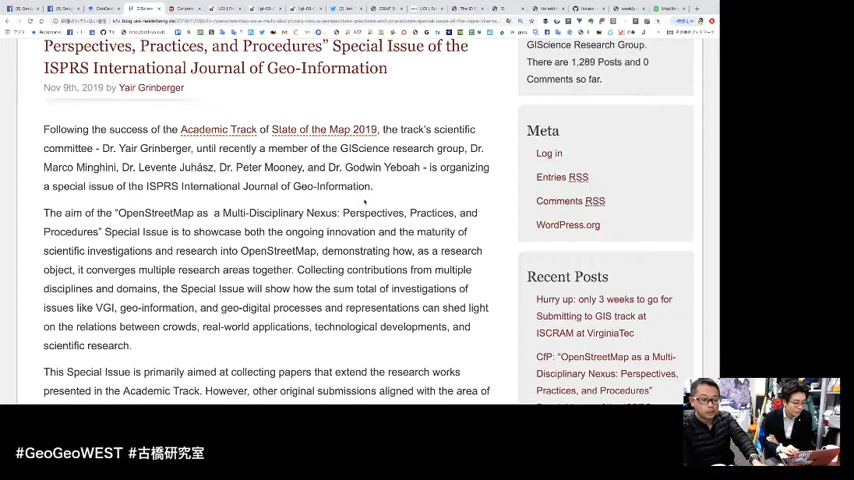 Perspectives, Practices, and Procedures” Special Issue of the
ISPRS International Journal of Geo-Information
Nov 9th, 2019 by Yair Grinberger
Following the success of the Academic Track of State of the Map 2019, the track's scientific
committee - Dr. Yair Grinberger, until recently a member of the GIScience research group, Dr.
Marco Minghini, Dr. Levente Juhász, Dr. Peter Mooney, and Dr. Godwin Yeboah - is organizing
a special issue of the ISPRS International Journal of Geo-Information.
The aim of the “OpenStreetMap as a Multi-Disciplinary Nexus: Perspectives, Practices, and
Procedures” Special Issue is to showcase both the ongoing innovation and the maturity of
scientific investigations and research into OpenStreetMap, demonstrating how, as a research
object, it converges multiple research areas together. Collecting contributions from multiple
disciplines and domains, the Special Issue will show how the sum total of investigations of
issues like VGI, geo-information, and geo-digital processes and representations can shed light
on the relations between crowds, real-world applications, technological developments, and
scientific research.
This Special Issue is primarily aimed at collecting papers that extend the research works
presented in the Academic Track. However, other original submissions aligned with the area of
GIScience Research Group.
There are 1,289 Posts and 0
Comments so far.
Meta
Log in
Entries RSS
Comments RSS
WordPress.org
Recent Posts
Hurry up: only 3 weeks to go for
Submitting to GIS track at
ISCRAM at VirginiaTec
CfP: “OpenStreetMap as a Multi-
Disciplinary Nexus: Perspectives,
Practices, and Procedures”
#GeoGeoWEST #古橋研究室